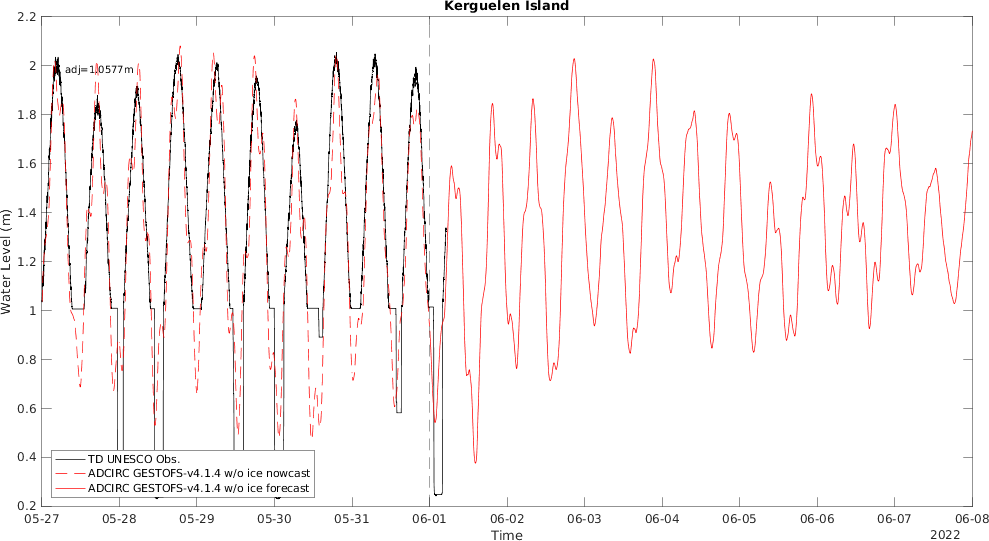 Kerguelen Island
2.2
2
1.8
1.6
1.4
1.2
1
0.8
0.6
0.4
0.2
Water Level (m)
adj=1.0577m
TD UNESCO Obs.
ADCIRC GESTOFS-v4.1.4 w/o ice nowcast
ADCIRC GESTOFS-v4.1.4 w/o ice forecast
05-27 05-28 05-29 05-30 05-31 06-01 06-02 06-03 06-04 06-05 06-06 06-07 06-08
Time
2022